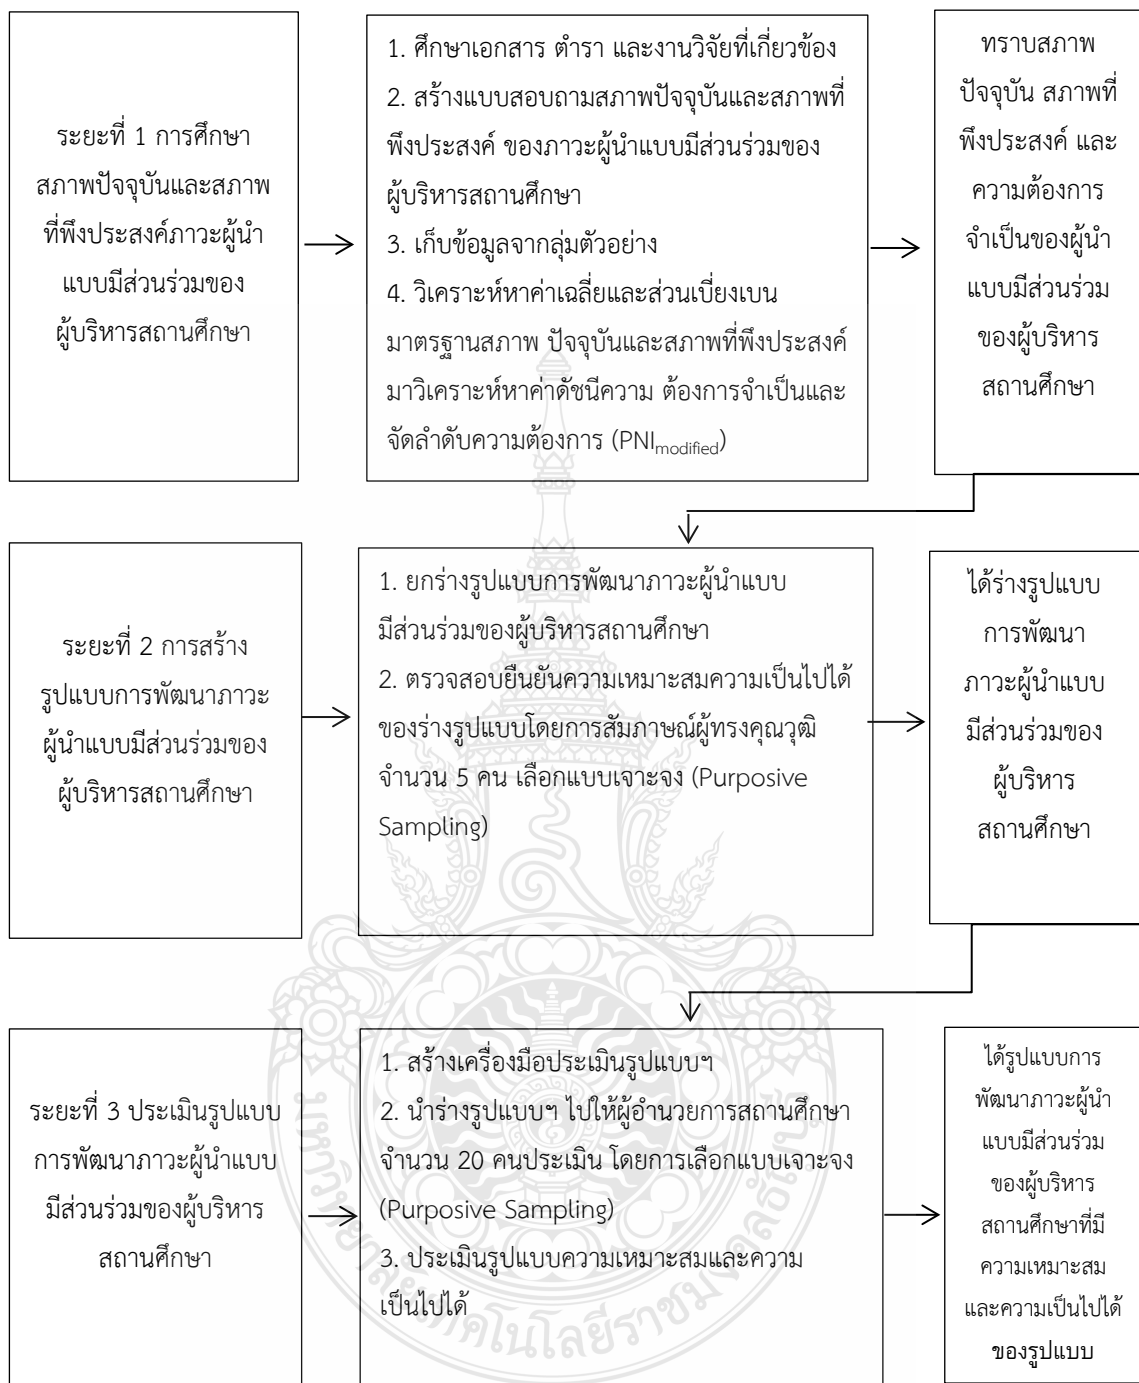 ระยะที่ 1 การศึกษา
สภาพปัจจุบันและสภาพ
ที่พึงประสงค์ภาวะผู้นำ
แบบมีส่วนร่วมของ
ผู้บริหารสถานศึกษา
1. ศึกษาเอกสาร ตำรา และงานวิจัยที่เกี่ยวข้อง
2. สร้างแบบสอบถามสภาพปัจจุบันและสภาพที่
พึงประสงค์ ของภาวะผู้นำแบบมีส่วนร่วมของ
ผู้บริหารสถานศึกษา
3. เก็บข้อมูลจากลุ่มตัวอย่าง
4. วิเคราะห์หาค่าเฉลี่ยและส่วนเบี่ยงเบน
มาตรฐานสภาพ ปัจจุบันและสภาพที่พึงประสงค์
มาวิเคราะห์หาค่าดัชนีความ ต้องการจำเป็นและ
จัดลำดับความต้องการ (PNImodified)
ทราบสภาพ
ปัจจุบัน สภาพที่
พึงประสงค์ และ
ความต้องการ
จำเป็นของผู้นำ
แบบมีส่วนร่วม
ของผู้บริหาร
สถานศึกษา
ระยะที่ 2 การสร้าง
รูปแบบการพัฒนาภาวะ
ผู้นำแบบมีส่วนร่วมของ
ผู้บริหารสถานศึกษา
1. ยกร่างรูปแบบการพัฒนาภาวะผู้นำแบบ
มีส่วนร่วมของผู้บริหารสถานศึกษา
2. ตรวจสอบยืนยันความเหมาะสมความเป็นไปได้
ของร่างรูปแบบโดยการสัมภาษณ์ผู้ทรงคุณวุฒิ
จำนวน 5 คน เลือกแบบเจาะจง (Purposive
Sampling)
ได้ร่างรูปแบบ
การพัฒนา
ภาวะผู้นำแบบ
มีส่วนร่วมของ
ผู้บริหาร
สถานศึกษา
ระยะที่ 3 ประเมินรูปแบบ
การพัฒนาภาวะผู้นำแบบ
มีส่วนร่วมของผู้บริหาร
สถานศึกษา
1. สร้างเครื่องมือประเมินรูปแบบฯ
2. นำร่างรูปแบบฯ ไปให้ผู้อำนวยการสถานศึกษา
จำนวน 20 คนประเมิน โดยการเลือกแบบเจาะจง
(Purposive Sampling)
3. ประเมินรูปแบบความเหมาะสมและความ
เป็นไปได้
ได้รูปแบบการ
พัฒนาภาวะผู้นำ
แบบมีส่วนร่วม
ของผู้บริหาร
สถานศึกษาที่มี
ความเหมาะสม
และความเป็นไปได้
ของรูปแบบ